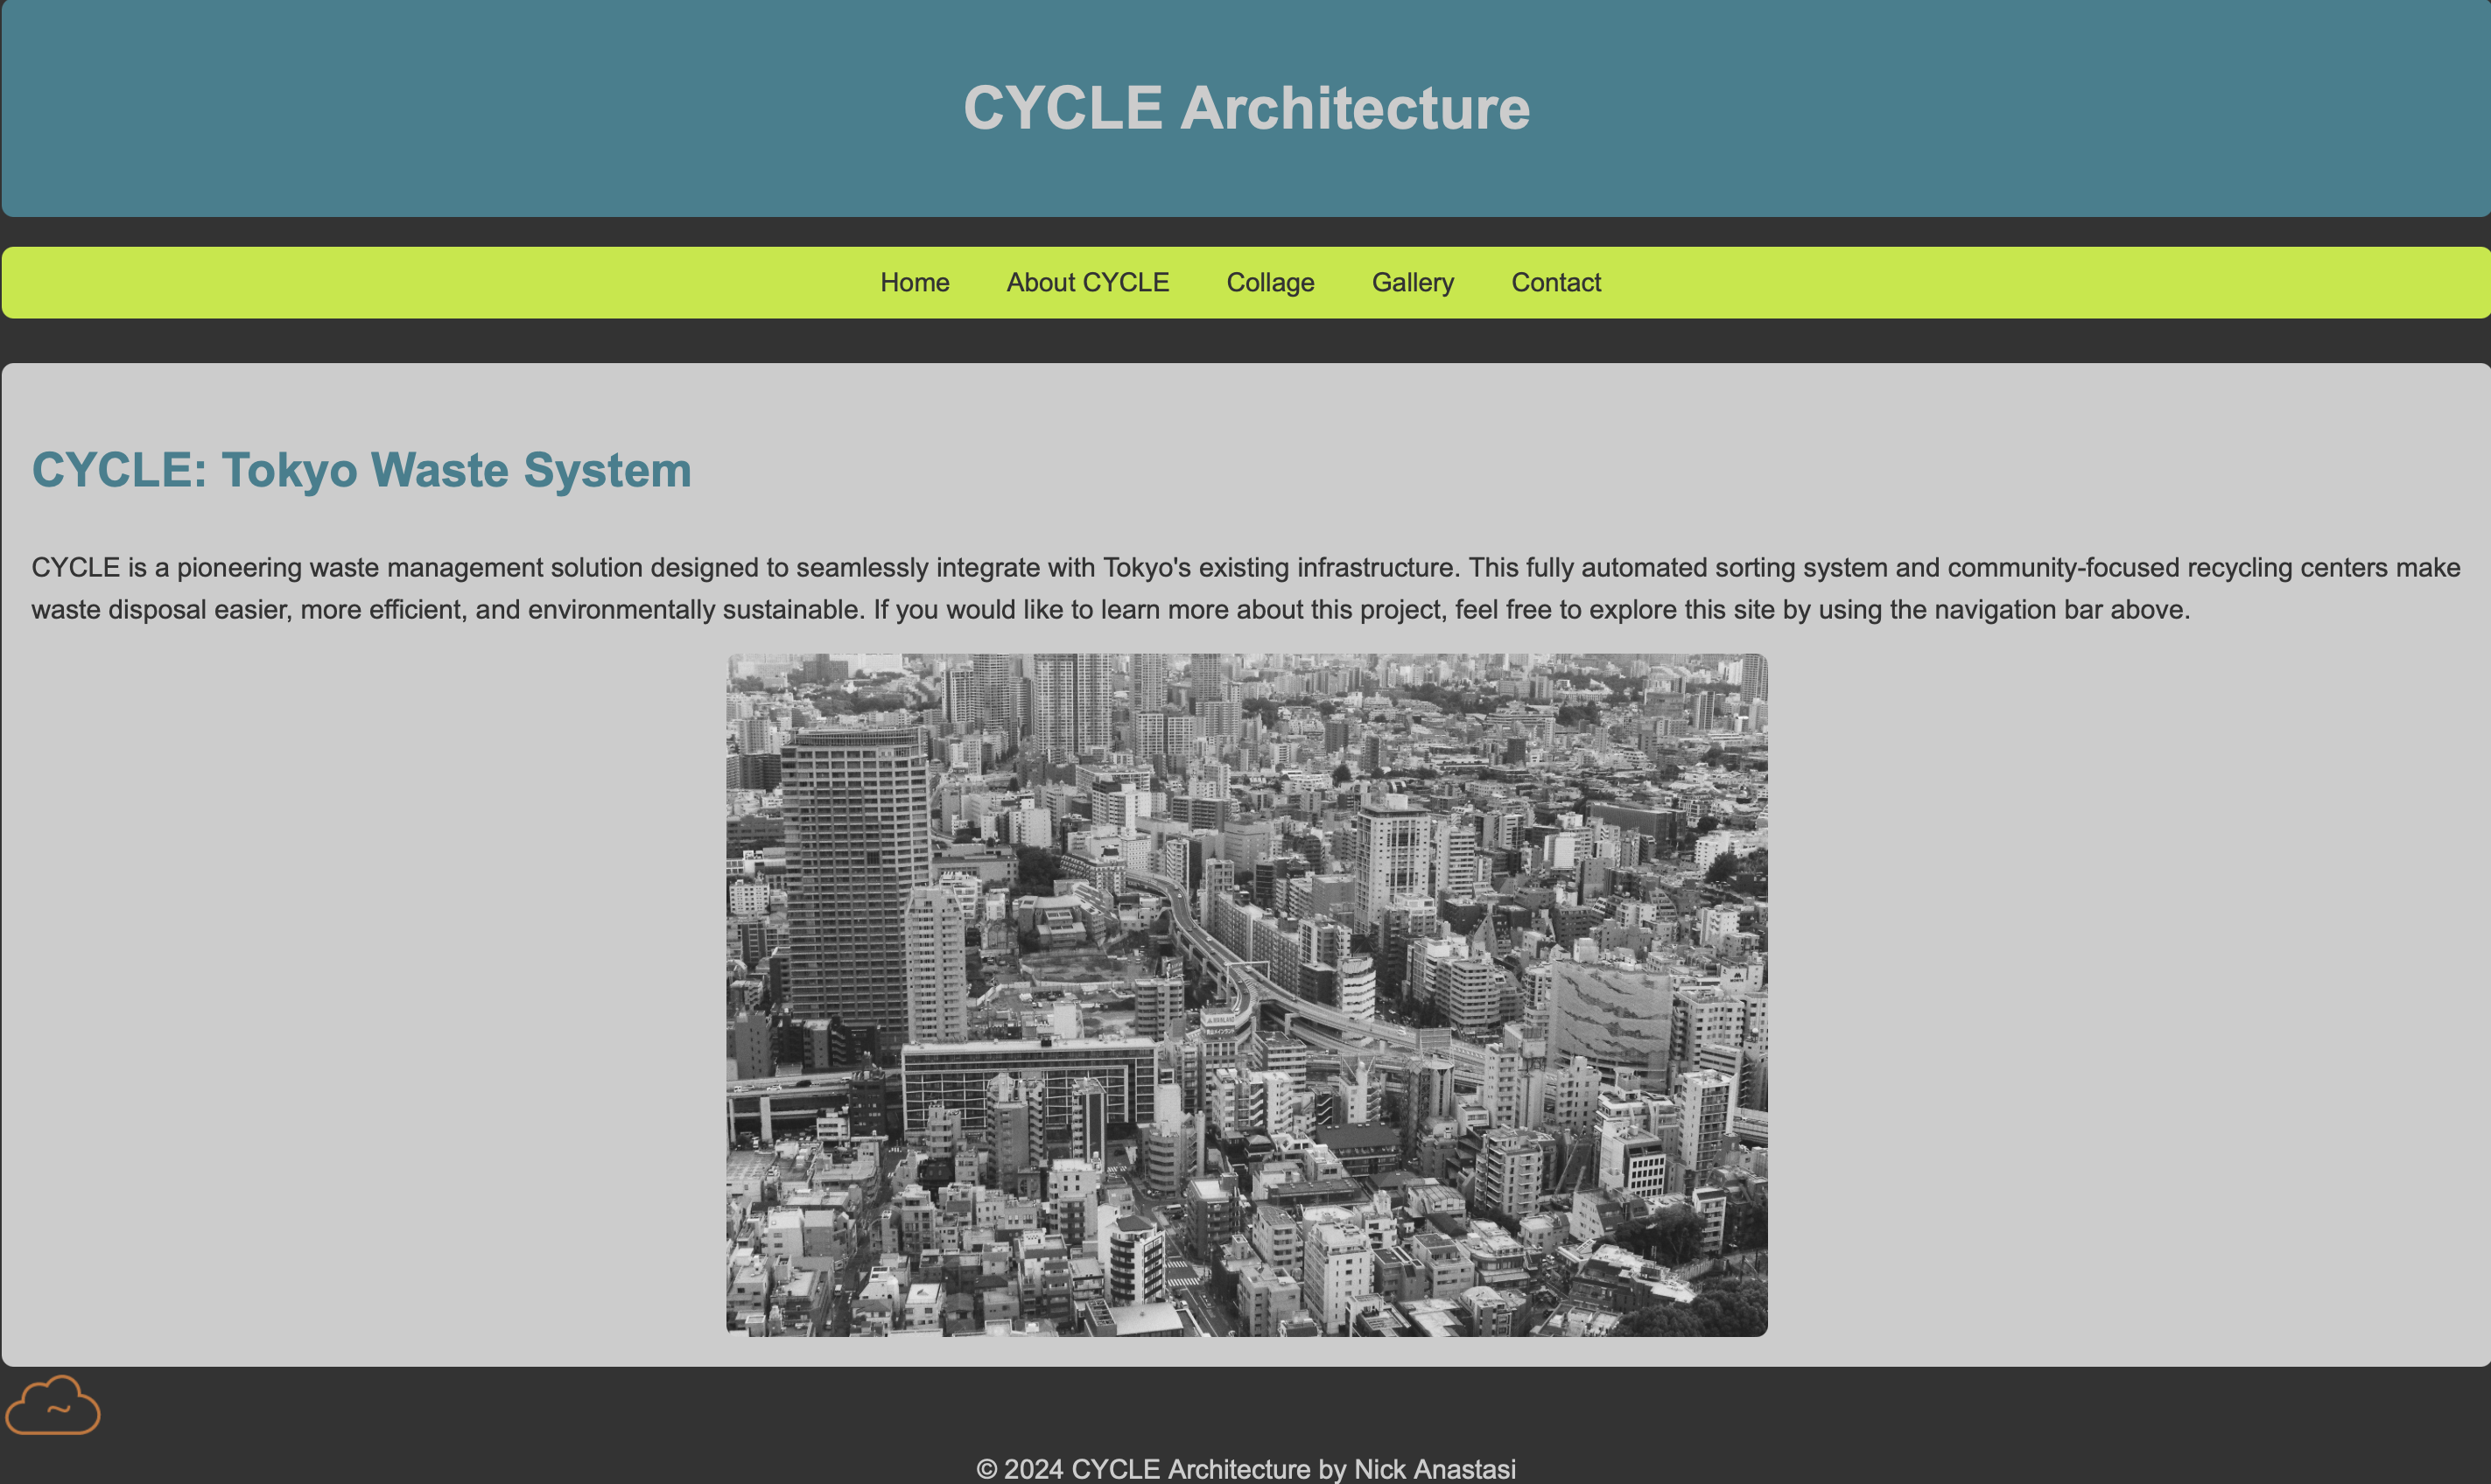 CYCLE Architecture
Home About CYCLE Collage Gallery Contact
CYCLE: Tokyo Waste System
CYCLE is a pioneering waste management solution designed to seamlessly integrate with Tokyo's existing infrastructure. This fully automated sorting system and community-focused recycling centers make
waste disposal easier, more efficient, and environmentally sustainable. If you would like to learn more about this project, feel free to explore this site by using the navigation bar above.
~
© 2024 CYCLE Architecture by Nick Anastasi